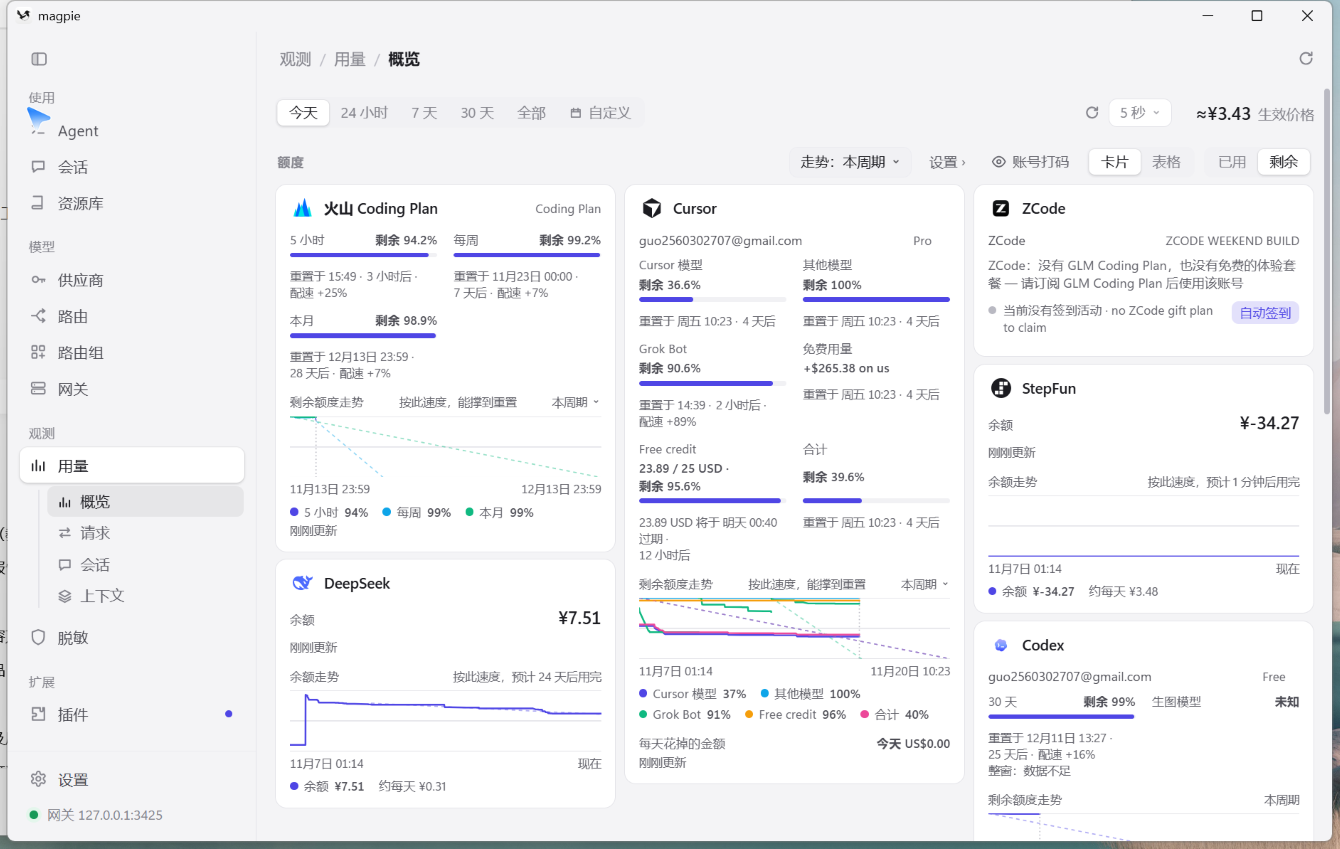 magpie
使用
Agent
会话
资源库
模型
供应商
路由
路由组
网关
观测
用量
概览
请求
会话
上下文
脱敏
扩展
插件
设置
网关 127.0.0.1:3425
观测 / 用量 / 概览
今天 24 小时 7 天 30 天 全部 自定义
5 秒 ≈¥3.43 生效价格
额度
走势：本周期 设置 › 账号打码 卡片 表格 已用 剩余
火山 Coding Plan Coding Plan
5 小时 剩余 94.2% 每周 剩余 99.2%
重置于 15:49 · 3 小时后 ·
配速 +25%
重置于 11月23日 00:00 ·
7 天后 · 配速 +7%
本月 剩余 98.9%
重置于 12月13日 23:59 ·
28 天后 · 配速 +7%
剩余额度走势 按此速度，能撑到重置 本周期
11月13日 23:59 12月13日 23:59
5 小时 94% 每周 99% 本月 99%
刚刚更新
DeepSeek
余额 ¥7.51
刚刚更新
余额走势 按此速度，预计 24 天后用完
11月7日 01:14 现在
余额 ¥7.51 约每天 ¥0.31
Cursor
guo2560302707@gmail.com Pro
Cursor 模型
剩余 36.6%
重置于 周五 10:23 · 4 天后
其他模型
剩余 100%
重置于 周五 10:23 · 4 天后
Grok Bot
剩余 90.6%
重置于 14:39 · 2 小时后 ·
配速 +89%
免费用量
+$265.38 on us
重置于 周五 10:23 · 4 天后
Free credit
23.89 / 25 USD ·
剩余 95.6%
23.89 USD 将于 明天 00:40
过期 ·
12 小时后
合计
剩余 39.6%
重置于 周五 10:23 · 4 天后
剩余额度走势 按此速度，能撑到重置 本周期
11月7日 01:14 11月20日 10:23
Cursor 模型 37% 其他模型 100%
Grok Bot 91% Free credit 96% 合计 40%
每天花掉的金额 今天 US$0.00
刚刚更新
ZCode
ZCode ZCODE WEEKEND BUILD
ZCode：没有 GLM Coding Plan，也没有免费的体验套
餐 — 请订阅 GLM Coding Plan 后使用该账号
当前没有签到活动 · no ZCode gift plan
to claim
自动签到
StepFun
余额 ¥-34.27
刚刚更新
余额走势 按此速度，预计 1 分钟后用完
11月7日 01:14 现在
余额 ¥-34.27 约每天 ¥3.48
Codex
guo2560302707@gmail.com Free
30 天 剩余 99% 生图模型 未知
重置于 12月11日 13:27 ·
25 天后 · 配速 +16%
整窗：数据不足
剩余额度走势 本周期